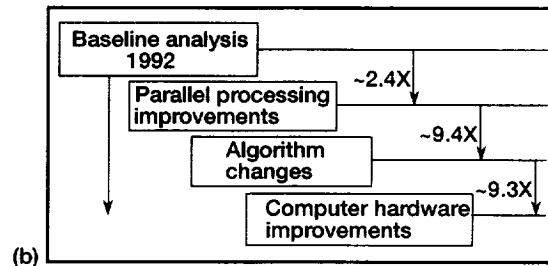 Baseline analysis
1992
~2.4X
Parallel processing
improvements
~9.4X
Algorithm
changes
~9.3X
Computer hardware
improvements
(b)